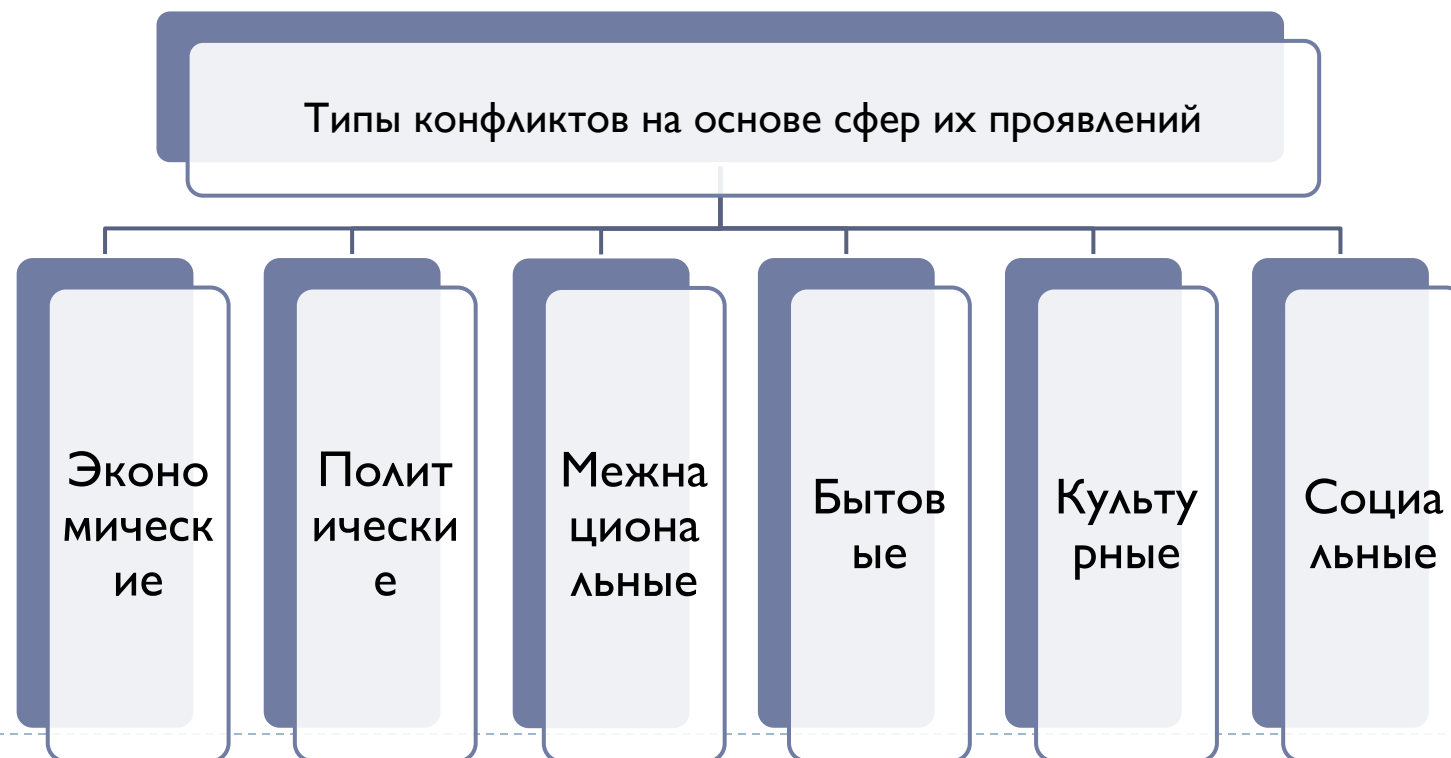 Типы конфликтов на основе сфер их проявлений
Эконо
мическ
ие
Полит
ически
е
Межна
циона
льные
Бытов
ые
Культу
рные
Социа
льные